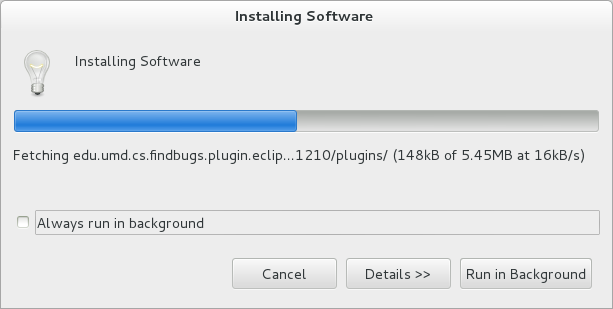 Installing Software
Installing Software
Fetching edu.umd.cs.findbugs.plugin.eclip...1210/plugins/ (148kB of 5.45MB at 16kB/s)
Always run in background
Cancel
Details >>
Run in Background